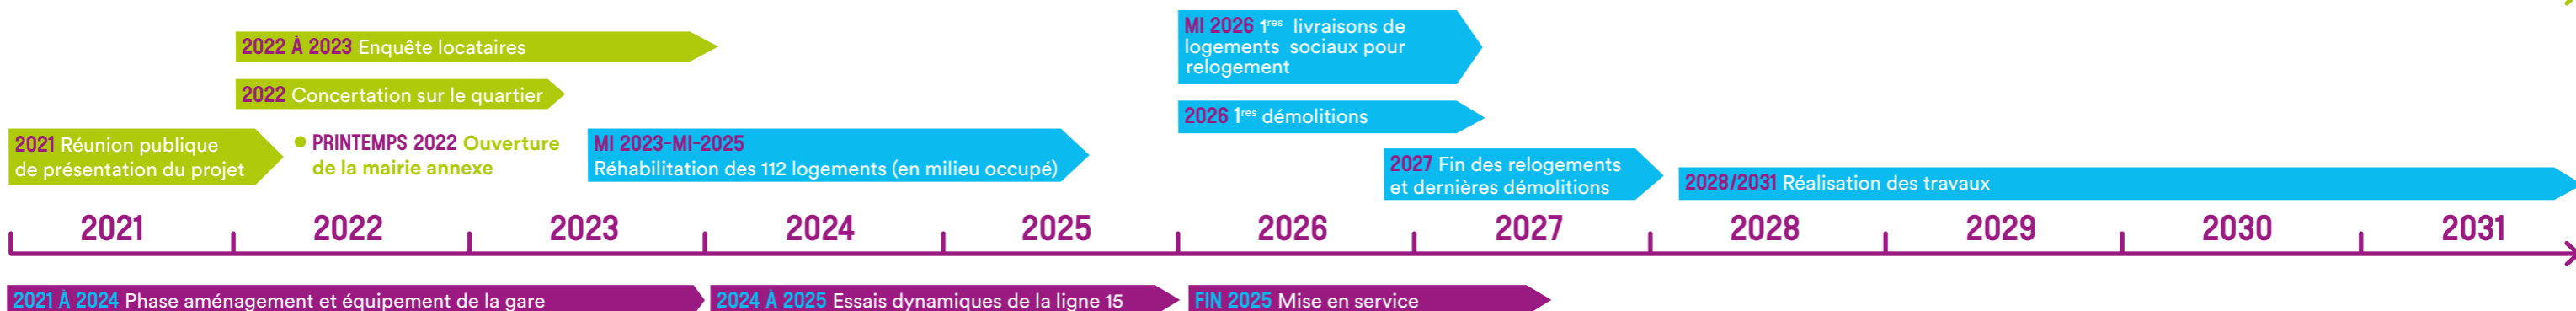 MI 2026 1res livraisons de
logements sociaux pour
relogement
2022 À 2023 Enquête locataires
2022 Concertation sur le quartier
2026 1res démolitions
2021 Réunion publique
de présentation du projet
PRINTEMPS 2022 Ouverture
de la mairie annexe
MI 2023-MI-2025
Réhabilitation des 112 logements (en milieu occupé)
2027 Fin des relogements
et dernières démolitions
2028/2031 Réalisation des travaux
2021 2022 2023 2024 2025 2026 2027 2028 2029 2030 2031
2021 À 2024 Phase aménagement et équipement de la gare
2024 À 2025 Essais dynamiques de la ligne 15
FIN 2025 Mise en service